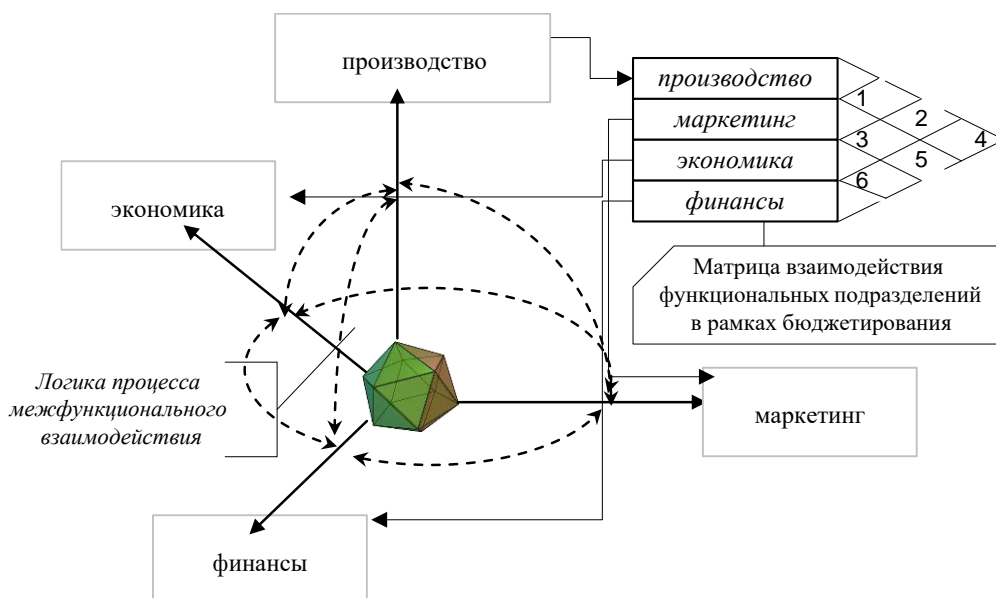 производство
производство
маркетинг
экономика
финансы
1
2
3
4
5
6
экономика
Матрица взаимодействия
функциональных подразделений
в рамках бюджетирования
Логика процесса
межфункционального
взаимодействия
маркетинг
финансы